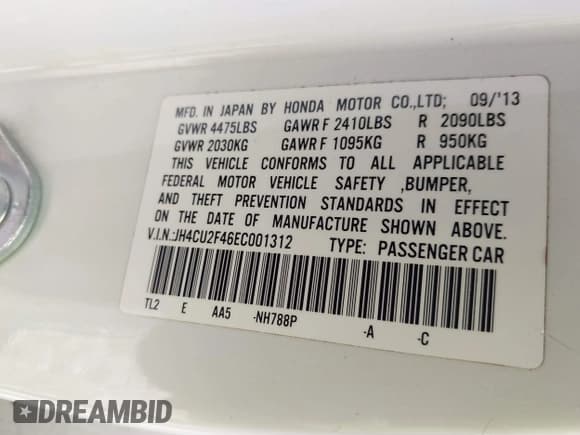 MFD. IN JAPAN BY HONDA MOTOR CO.,LTD; 09/'13
GVWR 4475LBS GAWR F 2410LBS R 2090LBS
GVWR 2030KG GAWR F 1095KG R 950KG
THIS VEHICLE CONFORMS TO ALL APPLICABLE
FEDERAL MOTOR VEHICLE SAFETY ,BUMPER,
AND THEFT PREVENTION STANDARDS IN EFFECT
ON THE DATE OF MANUFACTURE SHOWN ABOVE.
V.I.N.:JH4CU2F46EC001312 TYPE: PASSENGER CAR
TL2 E AA5 -NH788P -A -C
DREAMBID